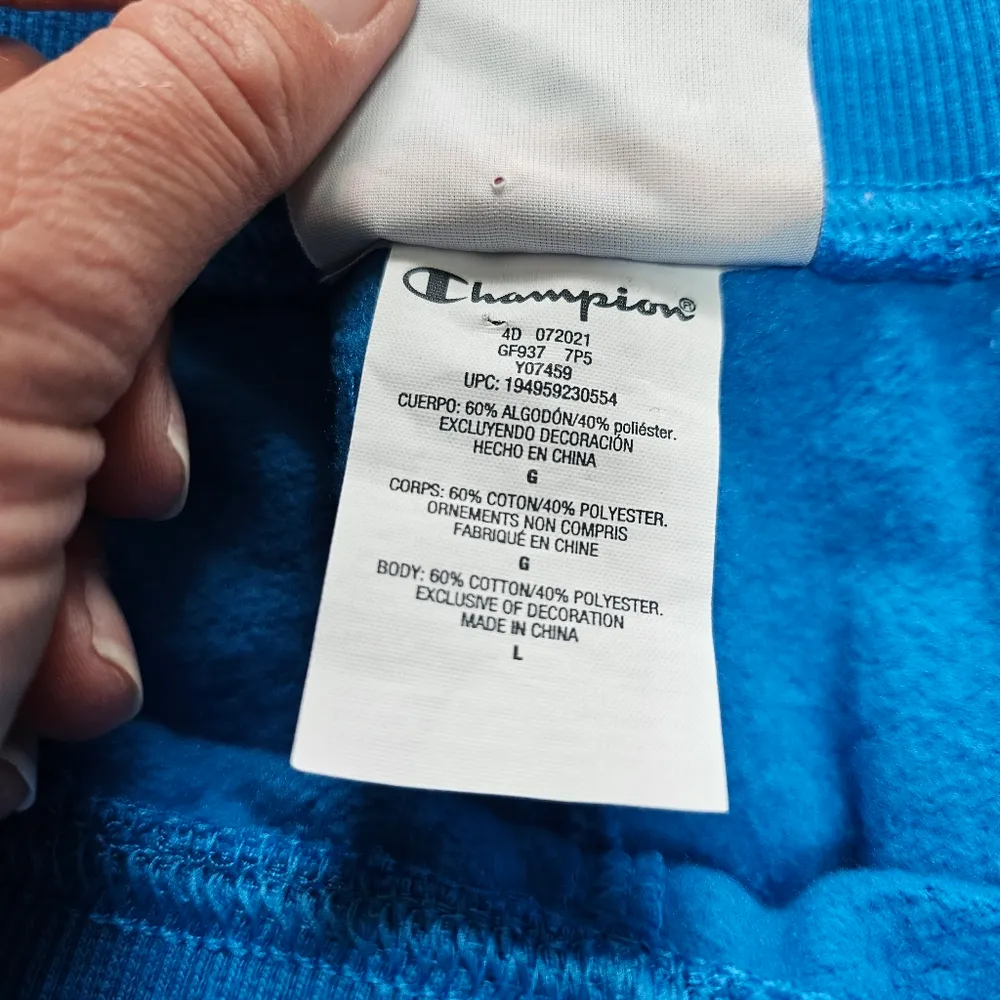 Champion®
4D 072021
GF937 7P5
Y07459
UPC: 194959230554
CUERPO: 60% ALGODÓN/40% poliéster.
EXCLUYENDO DECORACIÓN
HECHO EN CHINA
G
CORPS: 60% COTON/40% POLYESTER.
ORNEMENTS NON COMPRIS
FABRIQUÉ EN CHINE
G
BODY: 60% COTTON/40% POLYESTER.
EXCLUSIVE OF DECORATION
MADE IN CHINA
L